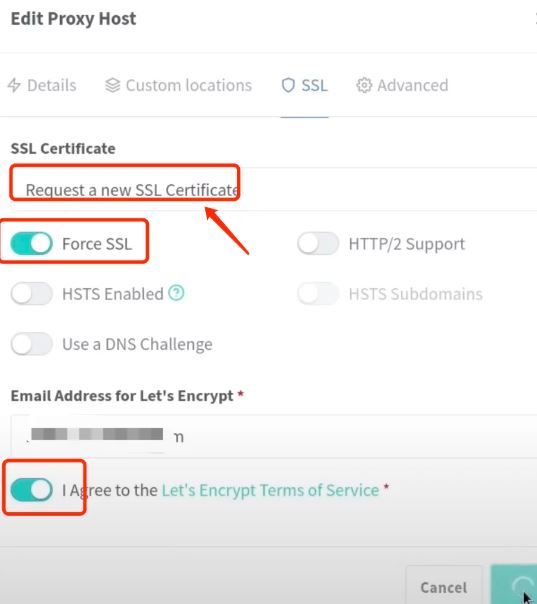 Edit Proxy Host
Details Custom locations SSL Advanced
SSL Certificate
Request a new SSL Certificate
Force SSL HTTP/2 Support
HSTS Enabled HSTS Subdomains
Use a DNS Challenge
Email Address for Let's Encrypt *
m
I Agree to the Let's Encrypt Terms of Service *
Cancel